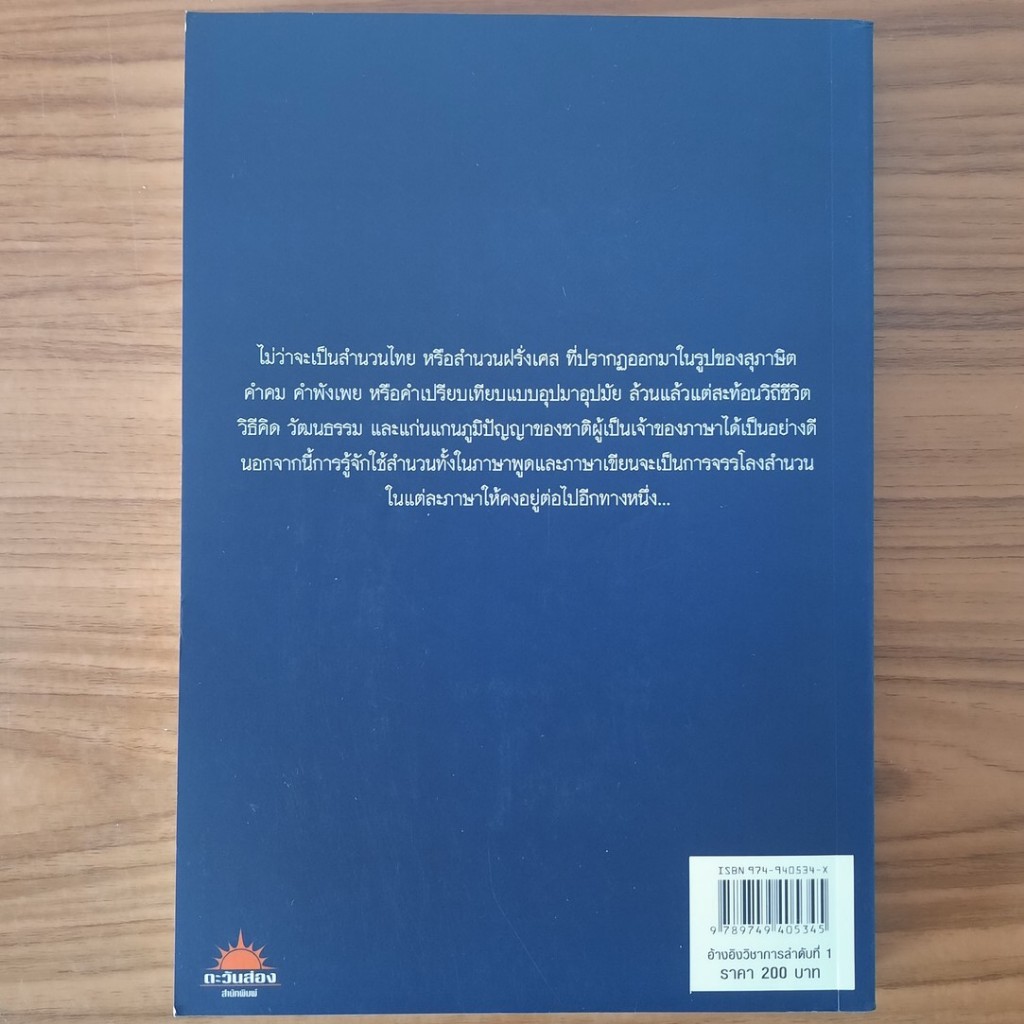 ไม่ว่าจะเป็นสำนวนไทย หรือสำนวนฝรั่งเศส ที่ปรากฏออกมาในรูปของสุภาษิต
คำคม คำพังเพย หรือคำเปรียบเทียบแบบอุปมาอุปมัย ล้วนแล้วแต่สะท้อนวิถีชีวิต
วิธีคิด วัฒนธรรม และแก่นแกนภูมิปัญญาของชาติผู้เป็นเจ้าของภาษาได้เป็นอย่างดี
นอกจากนี้การรู้จักใช้สำนวนทั้งในภาษาพูดและภาษาเขียนจะเป็นการจรรโลงสำนวน
ในแต่ละภาษาให้คงอยู่ต่อไปอีกทางหนึ่ง...
ISBN 974-940534-X
9 789749 405345
อ้างอิงวิชาการลำดับที่ 1
ราคา 200 บาท
ตะวันส่อง
สำนักพิมพ์